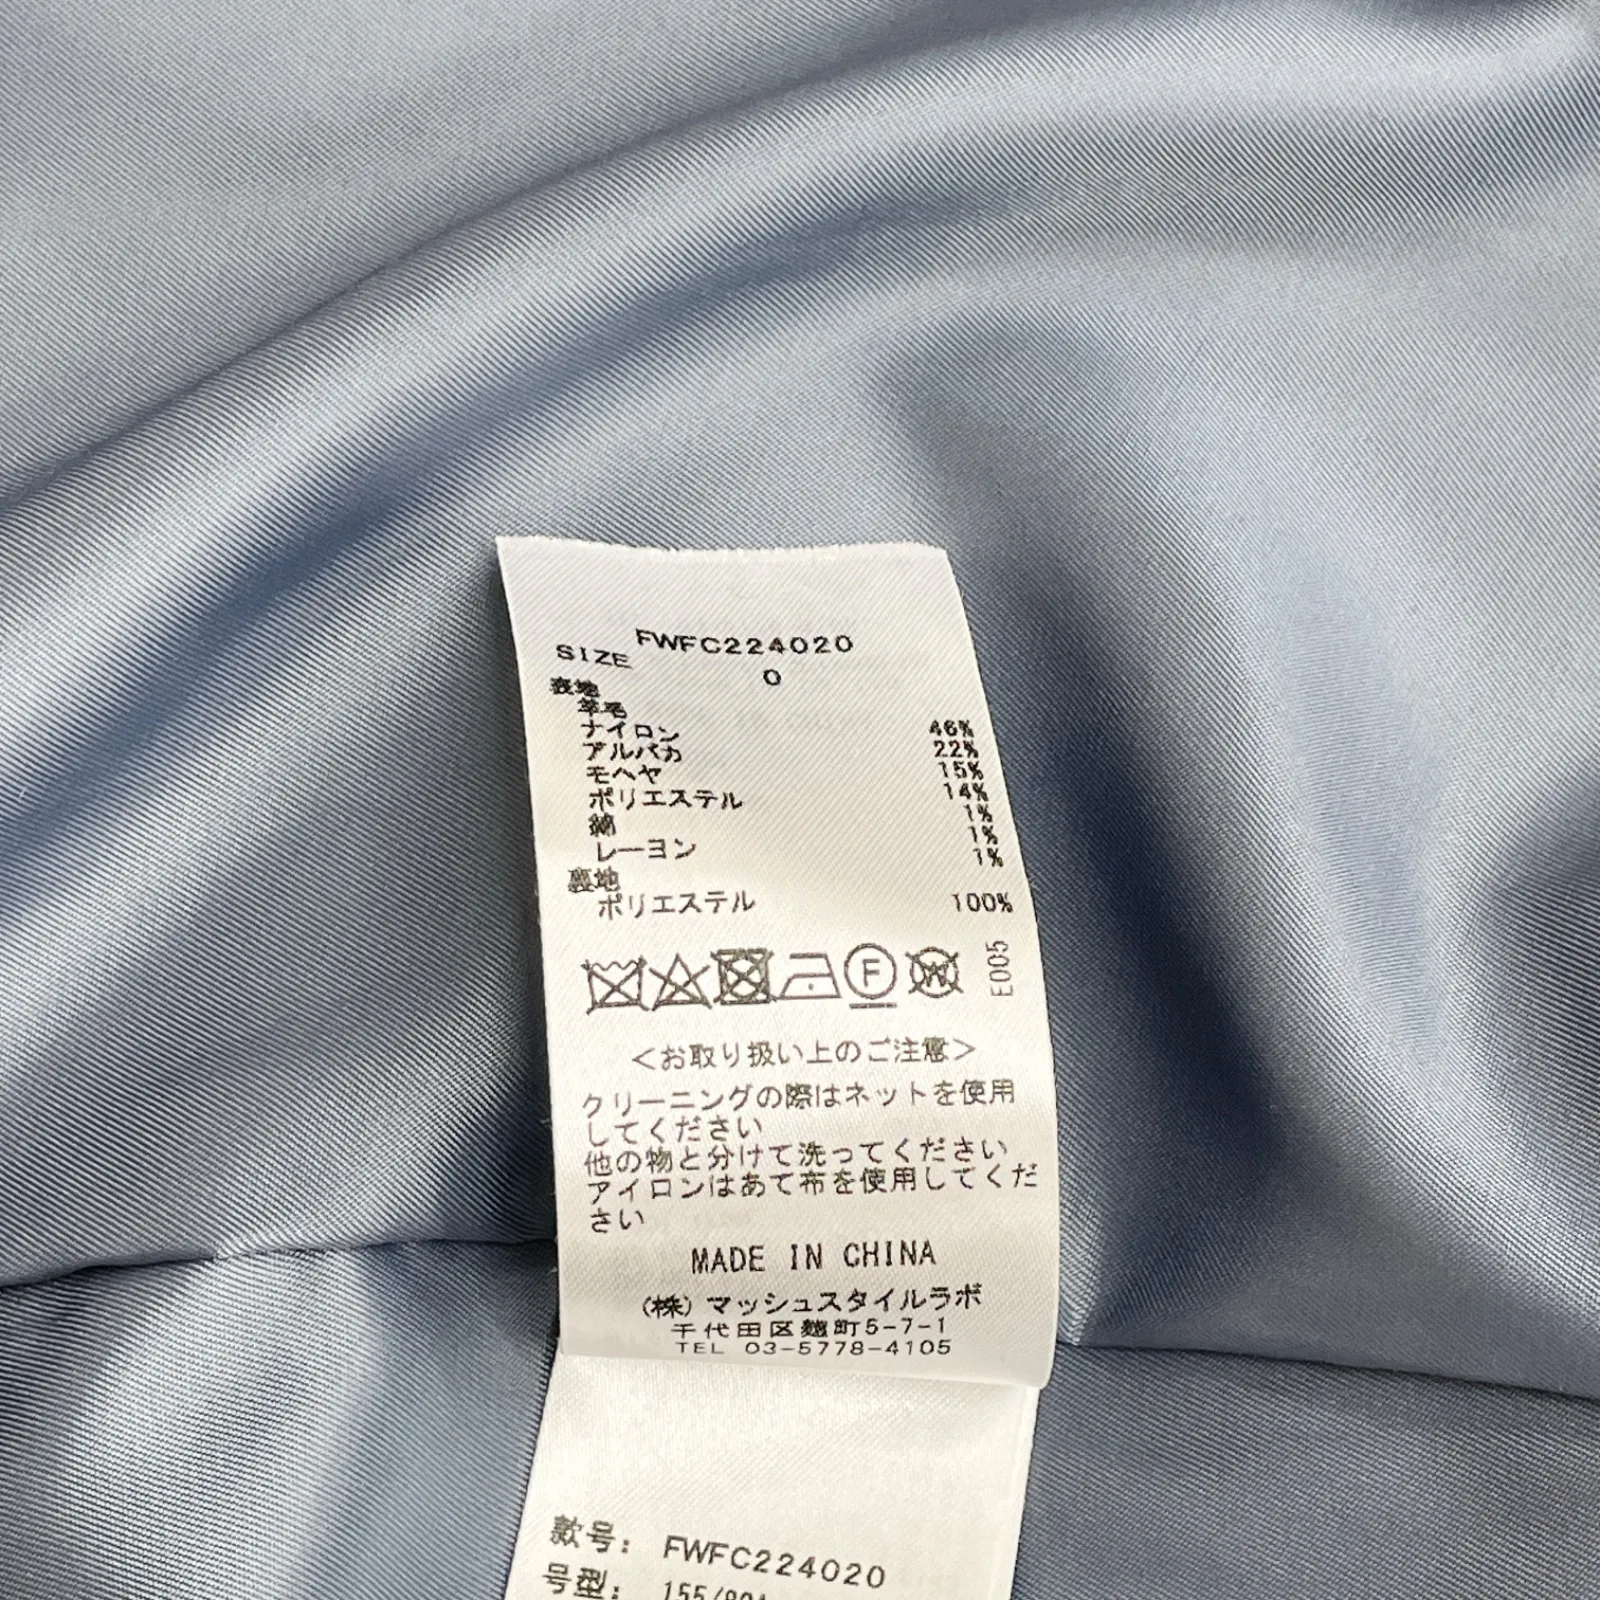 FWFC224020
SIZE 0
表地
羊毛 46%
ナイロン 22%
アルパカ 15%
モヘヤ 14%
ポリエステル 1%
綿 1%
レーヨン 1%
裏地
ポリエステル 100%
F W E005
<お取り扱い上のご注意>
クリーニングの際はネットを使用
してください
他の物と分けて洗ってください
アイロンはあて布を使用してくだ
さい
MADE IN CHINA
(株)マッシュスタイルラボ
千代田区麹町5-7-1
TEL 03-5778-4105
款号: FWFC224020
号型: